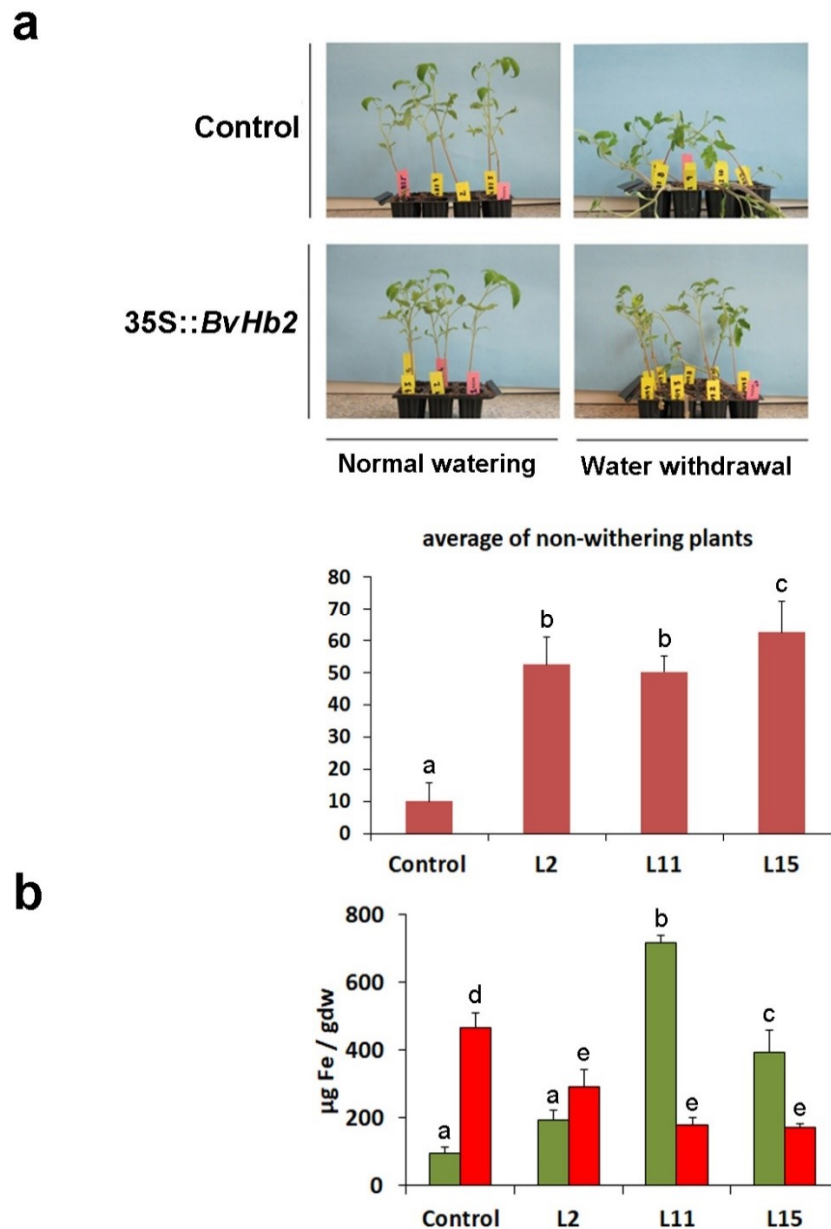 a
Control
35S::BvHb2
Normal watering
Water withdrawal
average of non-withering plants
80
70
60
50
40
30
20
10
0
a
b
b
c
Control
L2
L11
L15
b
µg Fe / gdw
800
600
400
200
0
a
d
a
e
b
e
c
e
Control
L2
L11
L15